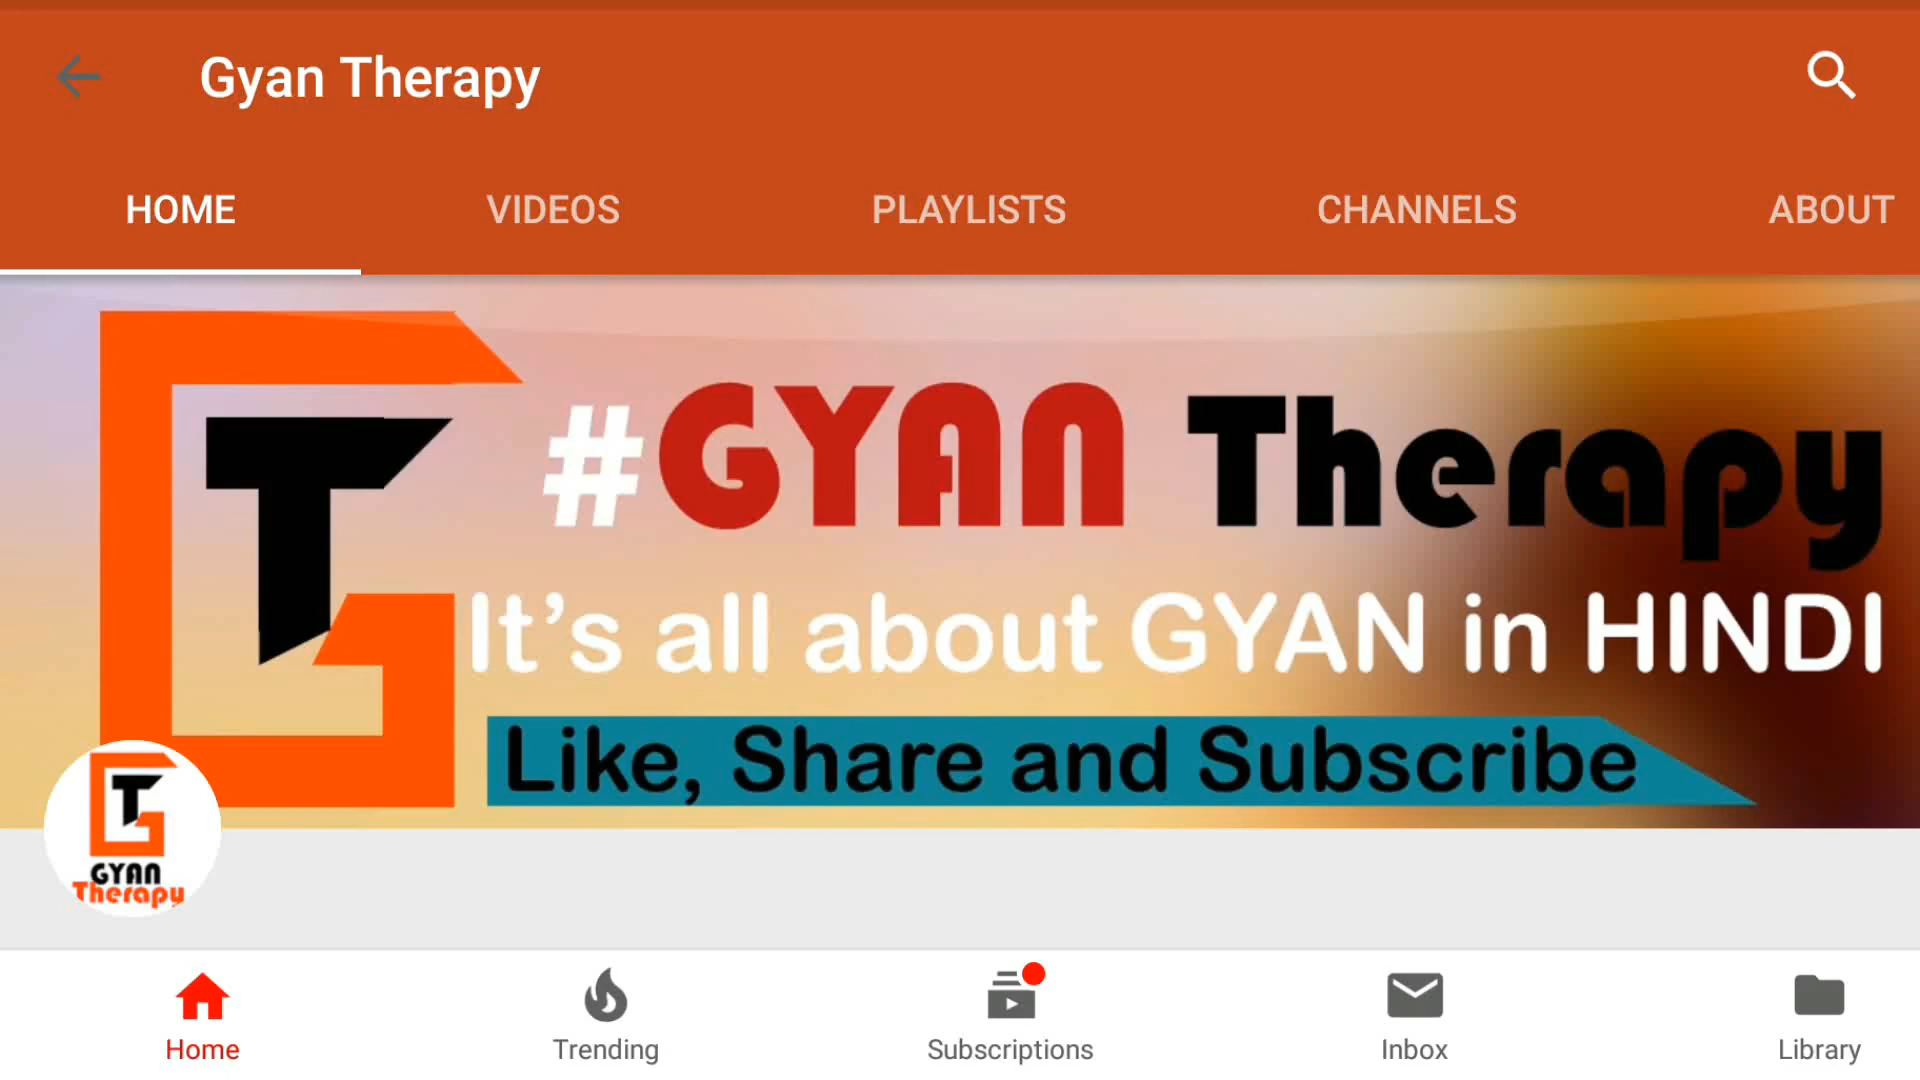 Gyan Therapy
HOME VIDEOS PLAYLISTS CHANNELS ABOUT
#GYAN Therapy
It's all about GYAN in HINDI
Like, Share and Subscribe
GYAN
Therapy
Home Trending Subscriptions Inbox Library